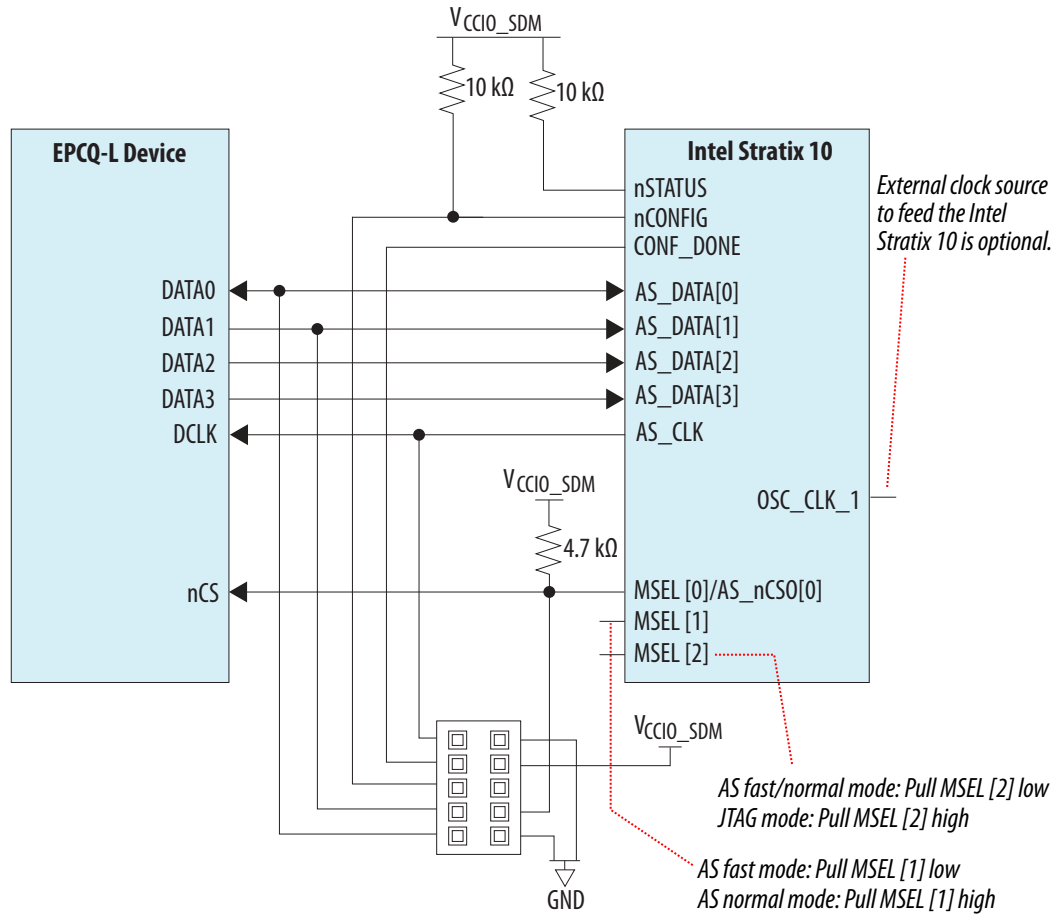 VCCIO_SDM
10 kΩ
10 kΩ
EPCQ-L Device
Intel Stratix 10
nSTATUS
nCONFIG
CONF_DONE
External clock source
to feed the Intel
Stratix 10 is optional.
DATA0
AS_DATA[0]
DATA1
AS_DATA[1]
DATA2
AS_DATA[2]
DATA3
AS_DATA[3]
DCLK
AS_CLK
VCCIO_SDM
4.7 kΩ
OSC_CLK_1
nCS
MSEL [0]/AS_nCSO[0]
MSEL [1]
MSEL [2]
VCCIO_SDM
AS fast/normal mode: Pull MSEL [2] low
JTAG mode: Pull MSEL [2] high
AS fast mode: Pull MSEL [1] low
AS normal mode: Pull MSEL [1] high
GND